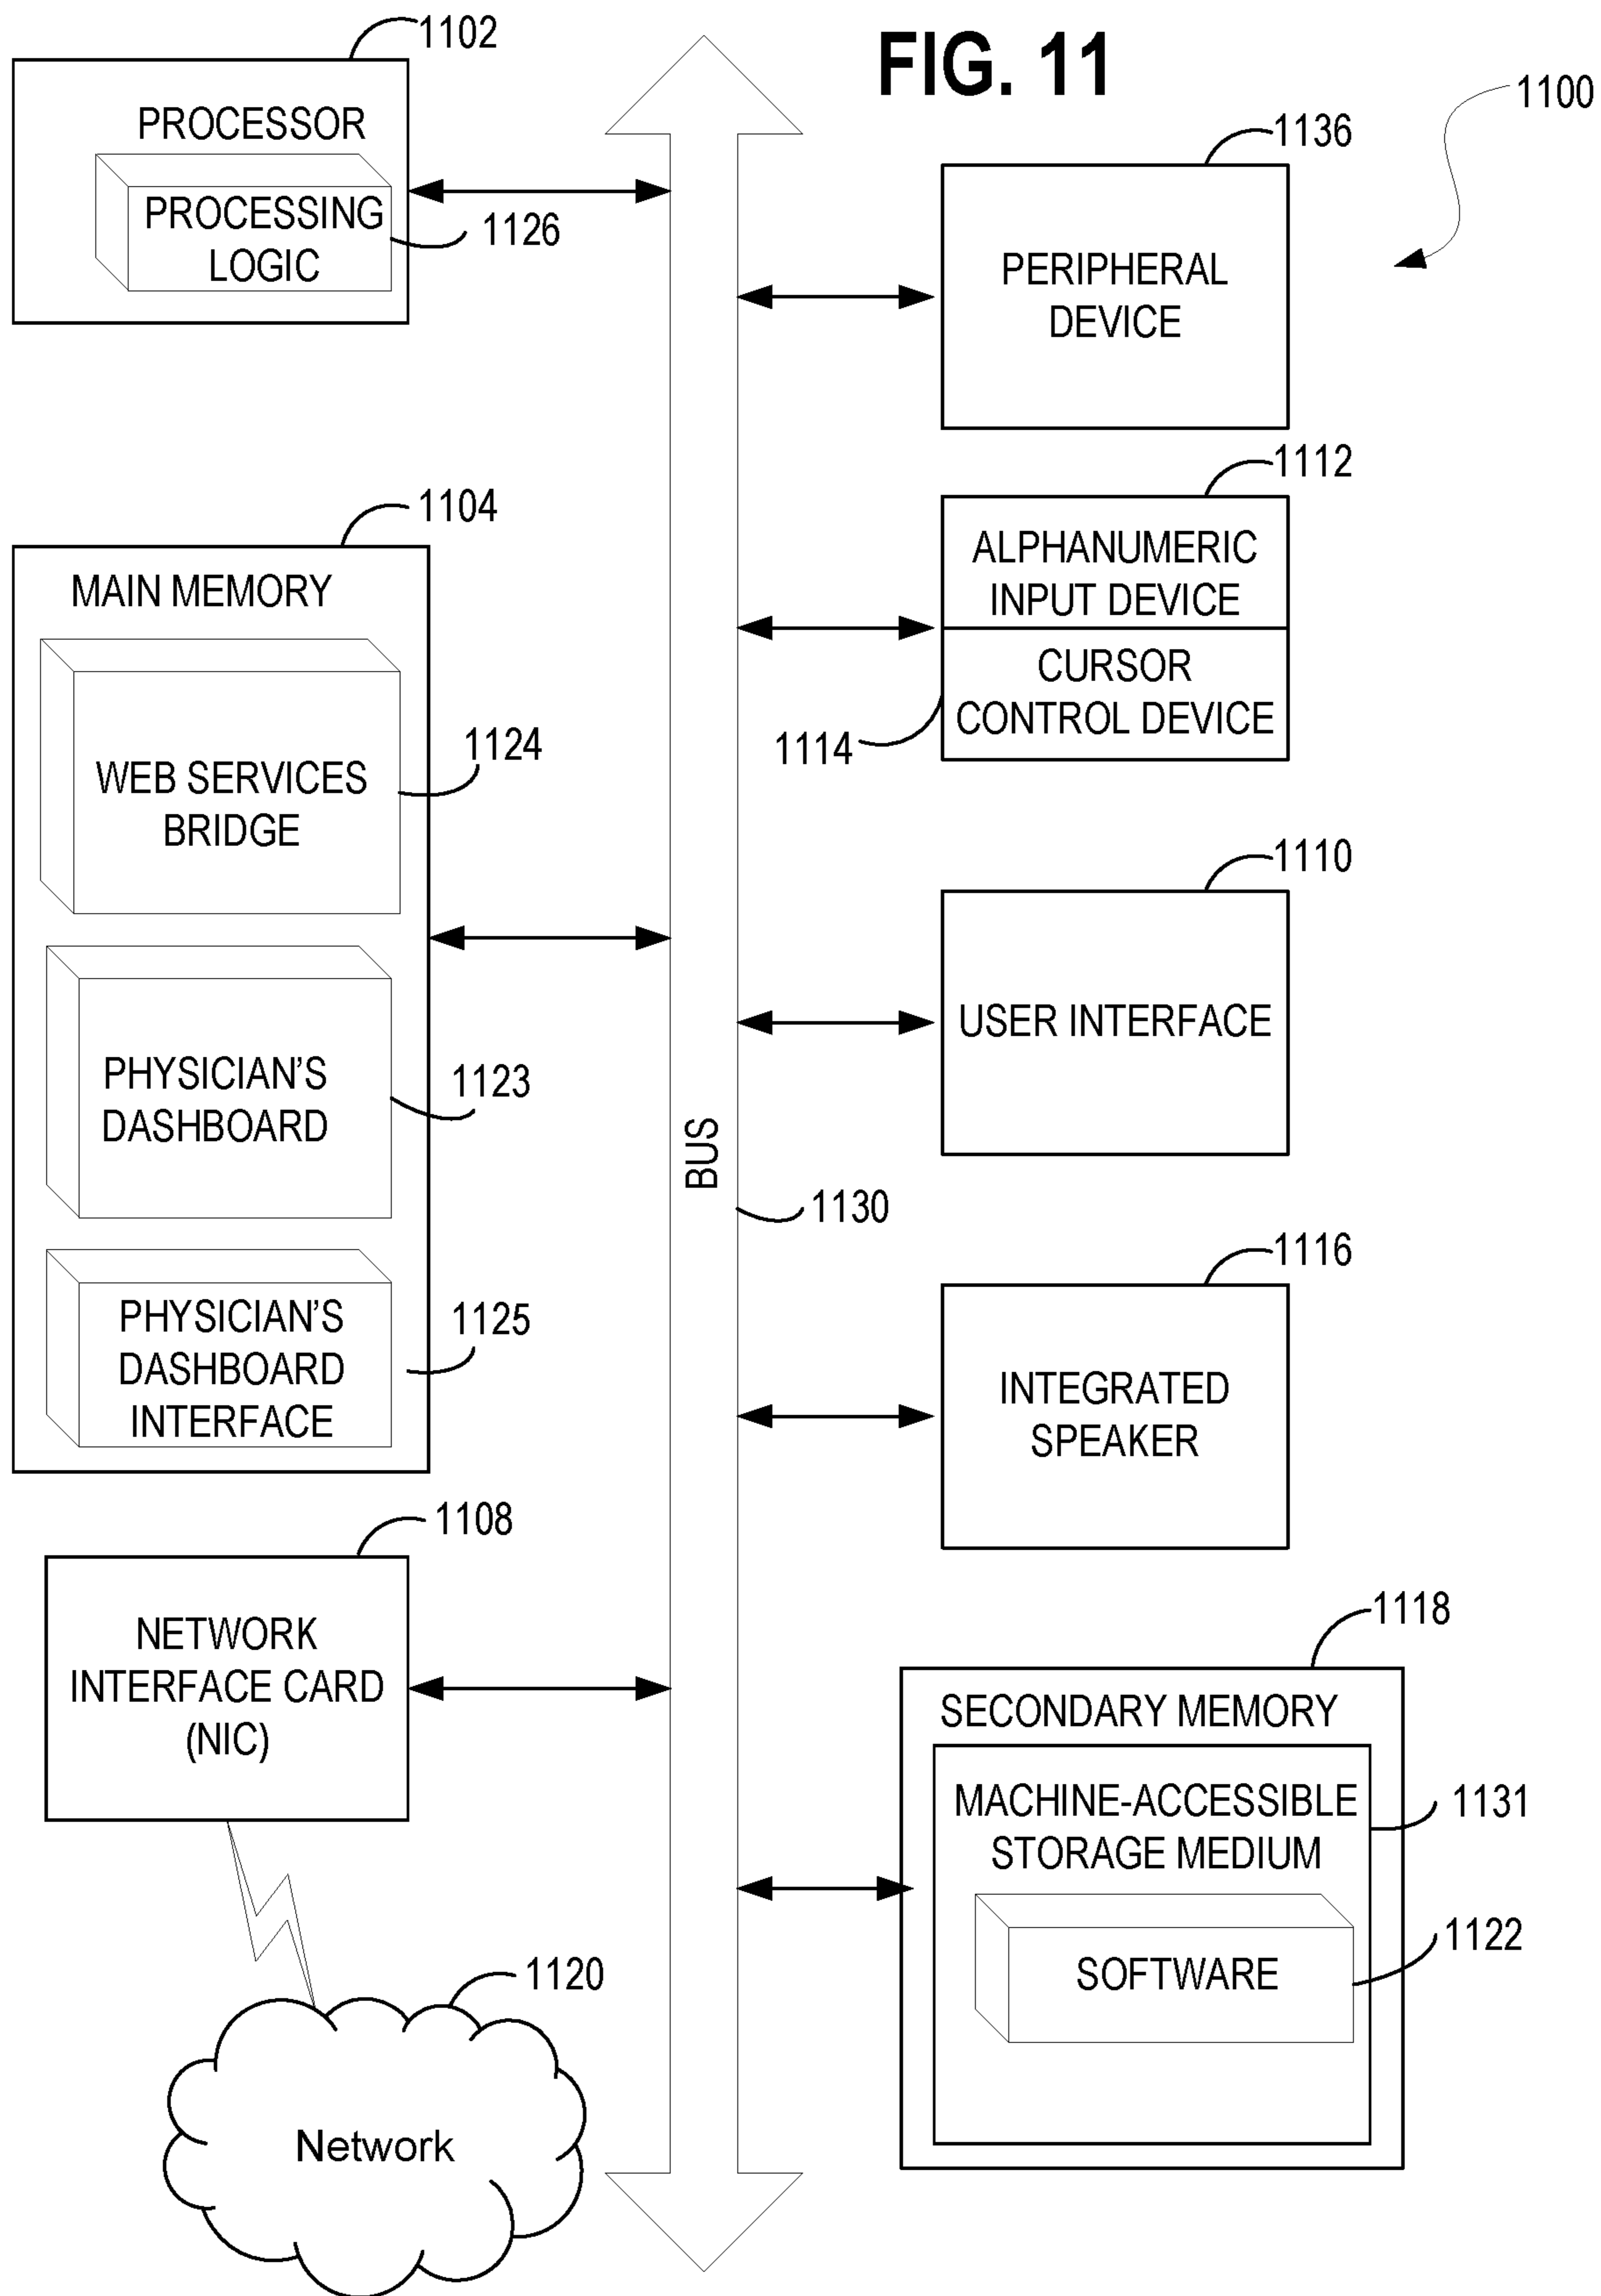 FIG. 11
1100
1102
PROCESSOR
PROCESSING
LOGIC
1126
1104
MAIN MEMORY
WEB SERVICES
BRIDGE
1124
PHYSICIAN'S
DASHBOARD
1123
PHYSICIAN'S
DASHBOARD
INTERFACE
1125
1108
NETWORK
INTERFACE CARD
(NIC)
1120
Network
BUS
1130
1136
PERIPHERAL
DEVICE
1112
ALPHANUMERIC
INPUT DEVICE
CURSOR
CONTROL DEVICE
1114
1110
USER INTERFACE
1116
INTEGRATED
SPEAKER
1118
SECONDARY MEMORY
MACHINE-ACCESSIBLE
STORAGE MEDIUM
1131
SOFTWARE
1122